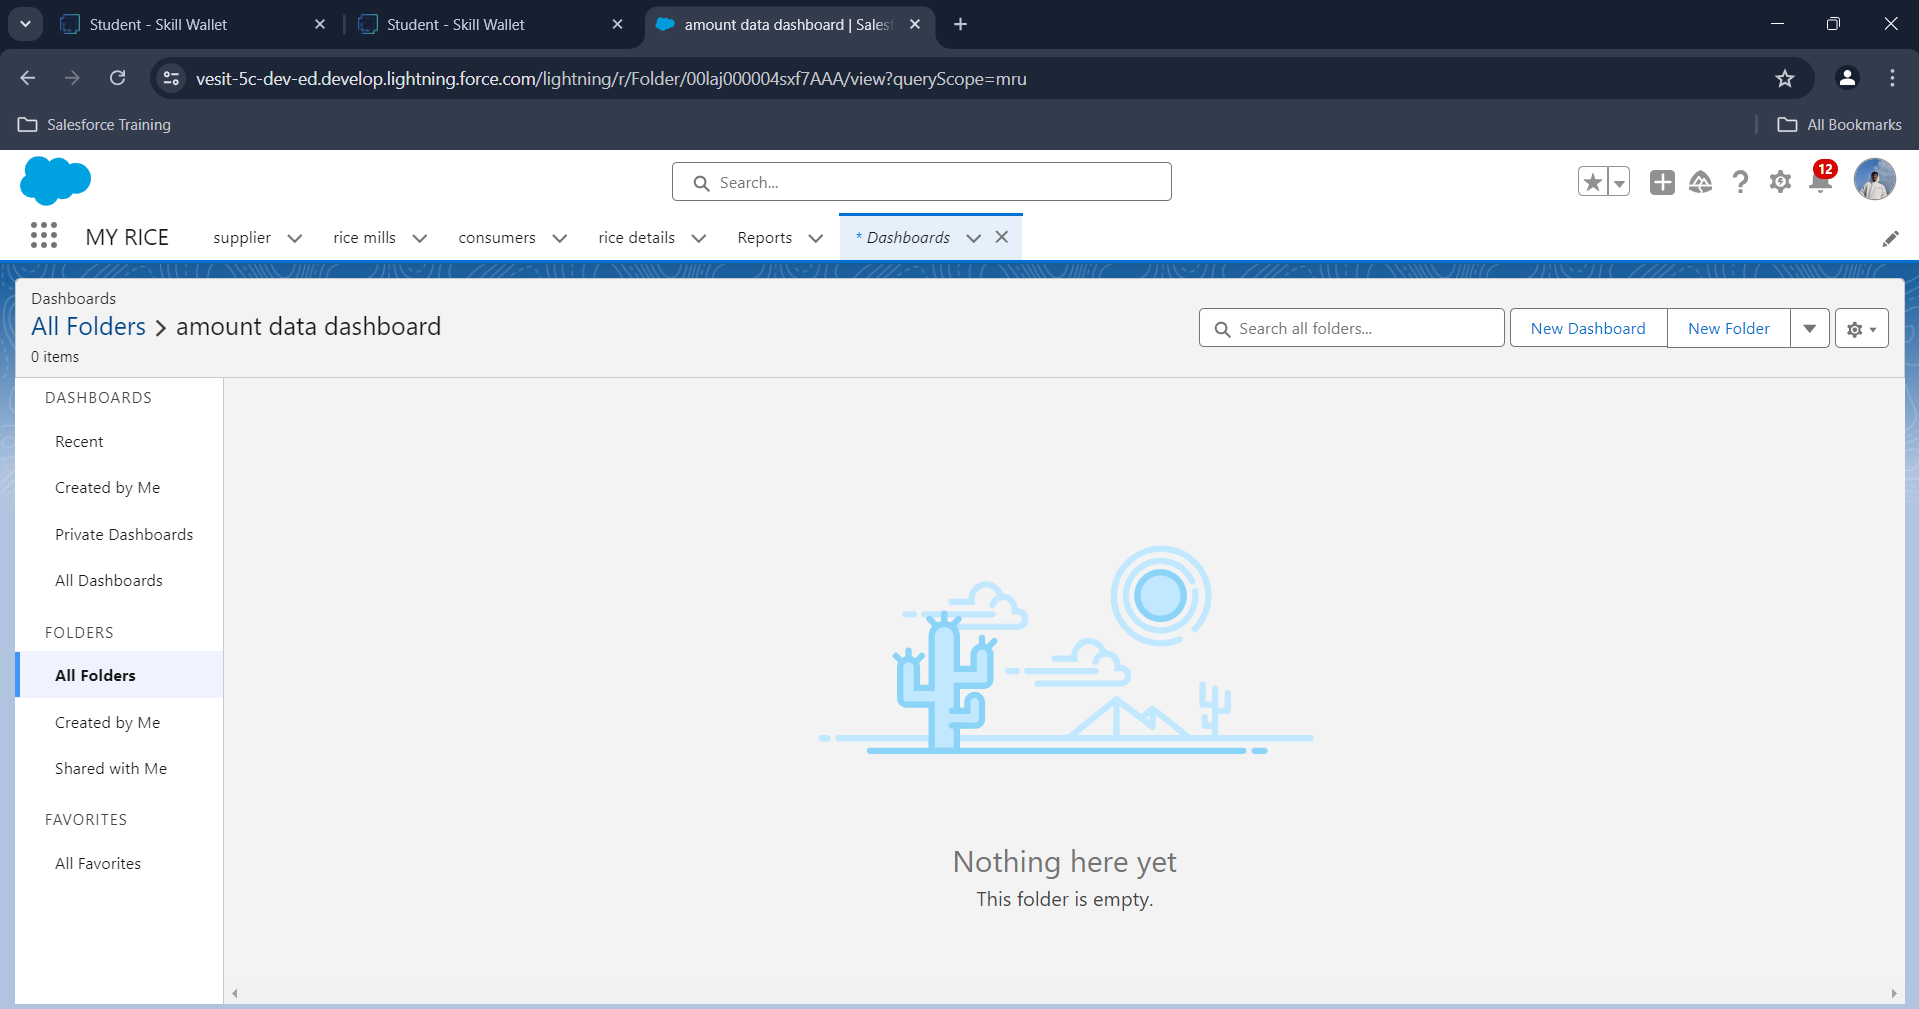 Student - Skill Wallet
Student - Skill Wallet
amount data dashboard | Sales
vesit-5c-dev-ed.develop.lightning.force.com/lightning/r/Folder/00laj000004sxf7AAA/view?queryScope=mru
Salesforce Training
All Bookmarks
Search...
12
MY RICE
supplier
rice mills
consumers
rice details
Reports
* Dashboards
Dashboards
All Folders > amount data dashboard
0 items
Search all folders...
New Dashboard
New Folder
DASHBOARDS
Recent
Created by Me
Private Dashboards
All Dashboards
FOLDERS
All Folders
Created by Me
Shared with Me
FAVORITES
All Favorites
Nothing here yet
This folder is empty.